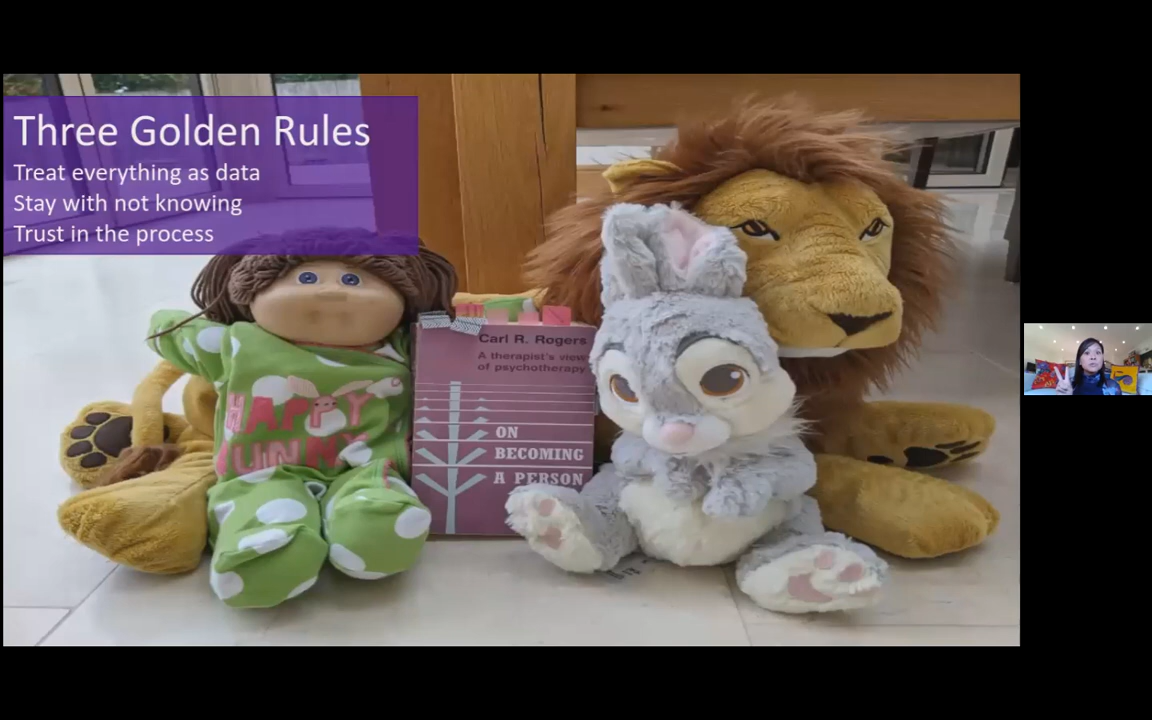 Three Golden Rules
Treat everything as data
Stay with not knowing
Trust in the process
Carl R. Rogers
A therapist's view
of psychotherapy
ON
BECOMING
A PERSON
HAPPY